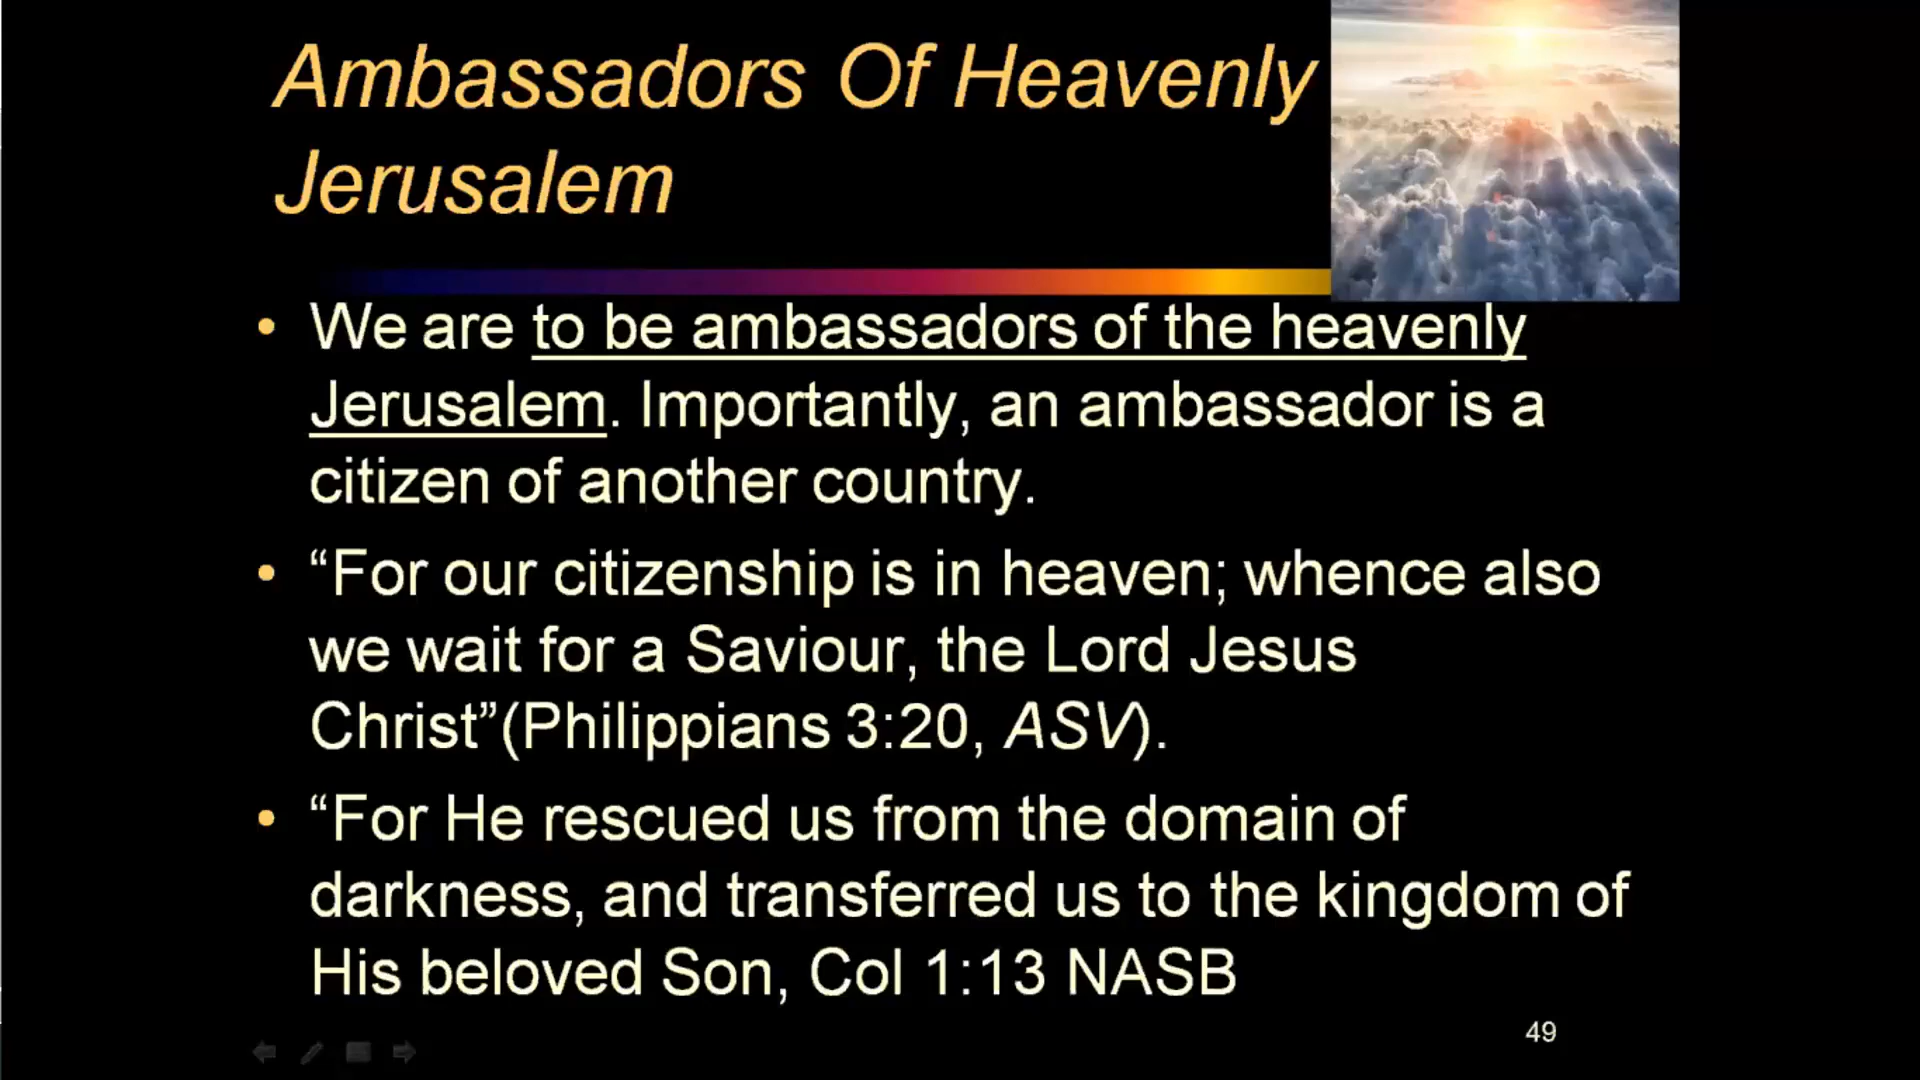 Ambassadors Of Heavenly
Jerusalem
• We are to be ambassadors of the heavenly
Jerusalem. Importantly, an ambassador is a
citizen of another country.
• “For our citizenship is in heaven; whence also
we wait for a Saviour, the Lord Jesus
Christ”(Philippians 3:20, ASV).
• “For He rescued us from the domain of
darkness, and transferred us to the kingdom of
His beloved Son, Col 1:13 NASB
49